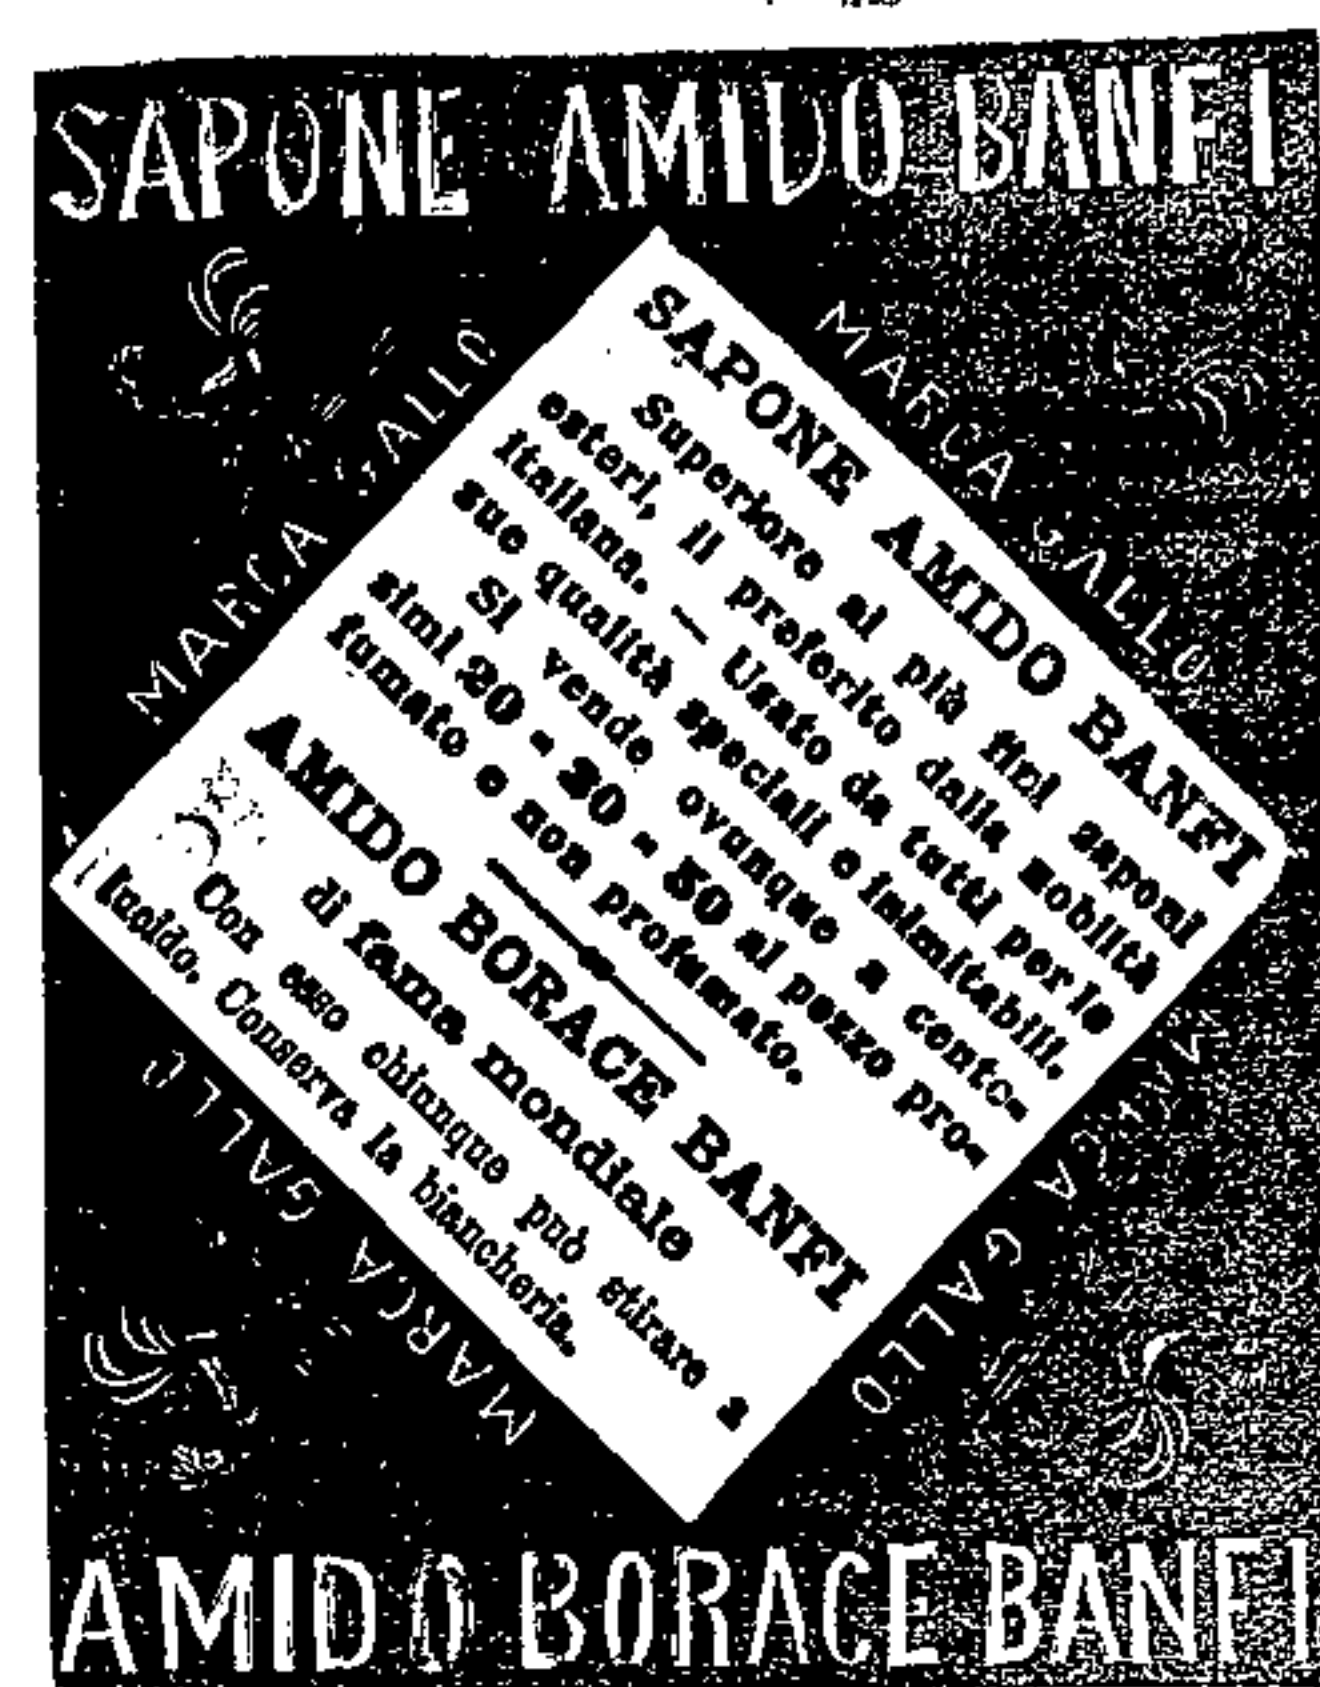 SAPONE AMIDO BANFI
MARCA GALLO
MARCA GALLO
SAPONE AMIDO BANFI
Superiore ai più fini saponi
esteri, il preferito dalla nobiltà
italiana. — Usato da tutti per le
sue qualità speciali e inimitabili.
Si vende ovunque a cente-
simi 20 - 30 - 50 al pezzo pro-
fumato e non profumato.
AMIDO BORACE BANFI
di fama mondiale
Con esso chiunque può stirare a
lucido. Conserva la biancheria.
MARCA GALLO
MARCA GALLO
AMIDO BORACE BANFI